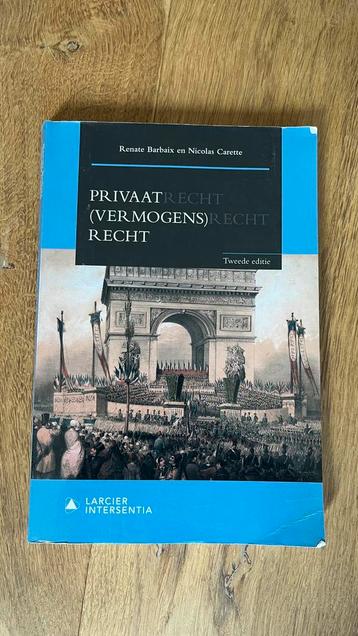 Renate Barbaix en Nicolas Carette
PRIVAATRECHT
(VERMOGENS)RECHT
RECHT
Tweede editie
LARCIER
INTERSENTIA